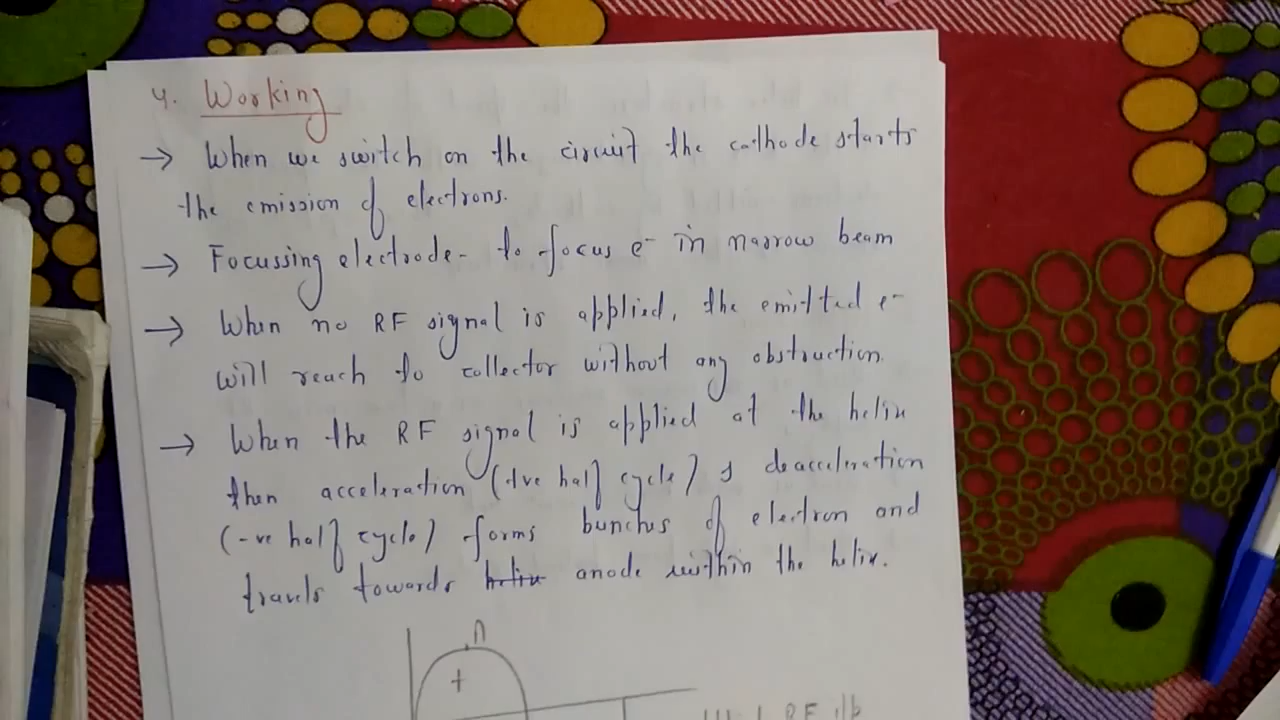 4. Working
→ When we switch on the circuit the cathode starts
the emission of electrons.
→ Focussing electrode- to focus e⁻ in narrow beam
→ When no RF signal is applied, the emitted e⁻
will reach to collector without any obstruction.
→ When the RF signal is applied at the helix
then acceleration (+ve half cycle) & deacceleration
(-ve half cycle) forms bunches of electron and
travels towards helix anode within the helix.
A
+
RF i/p